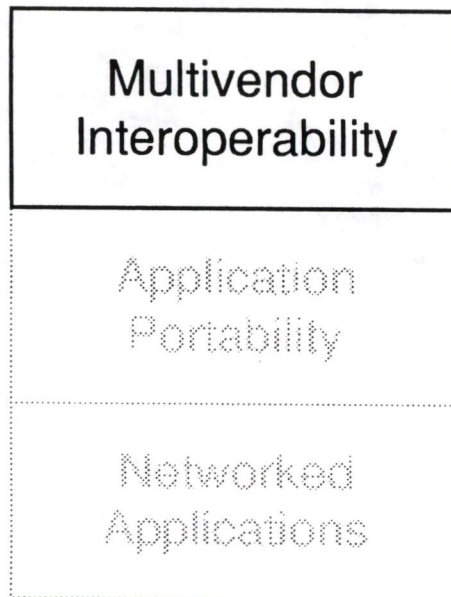 Multivendor
Interoperability
Application
Portability
Networked
Applications